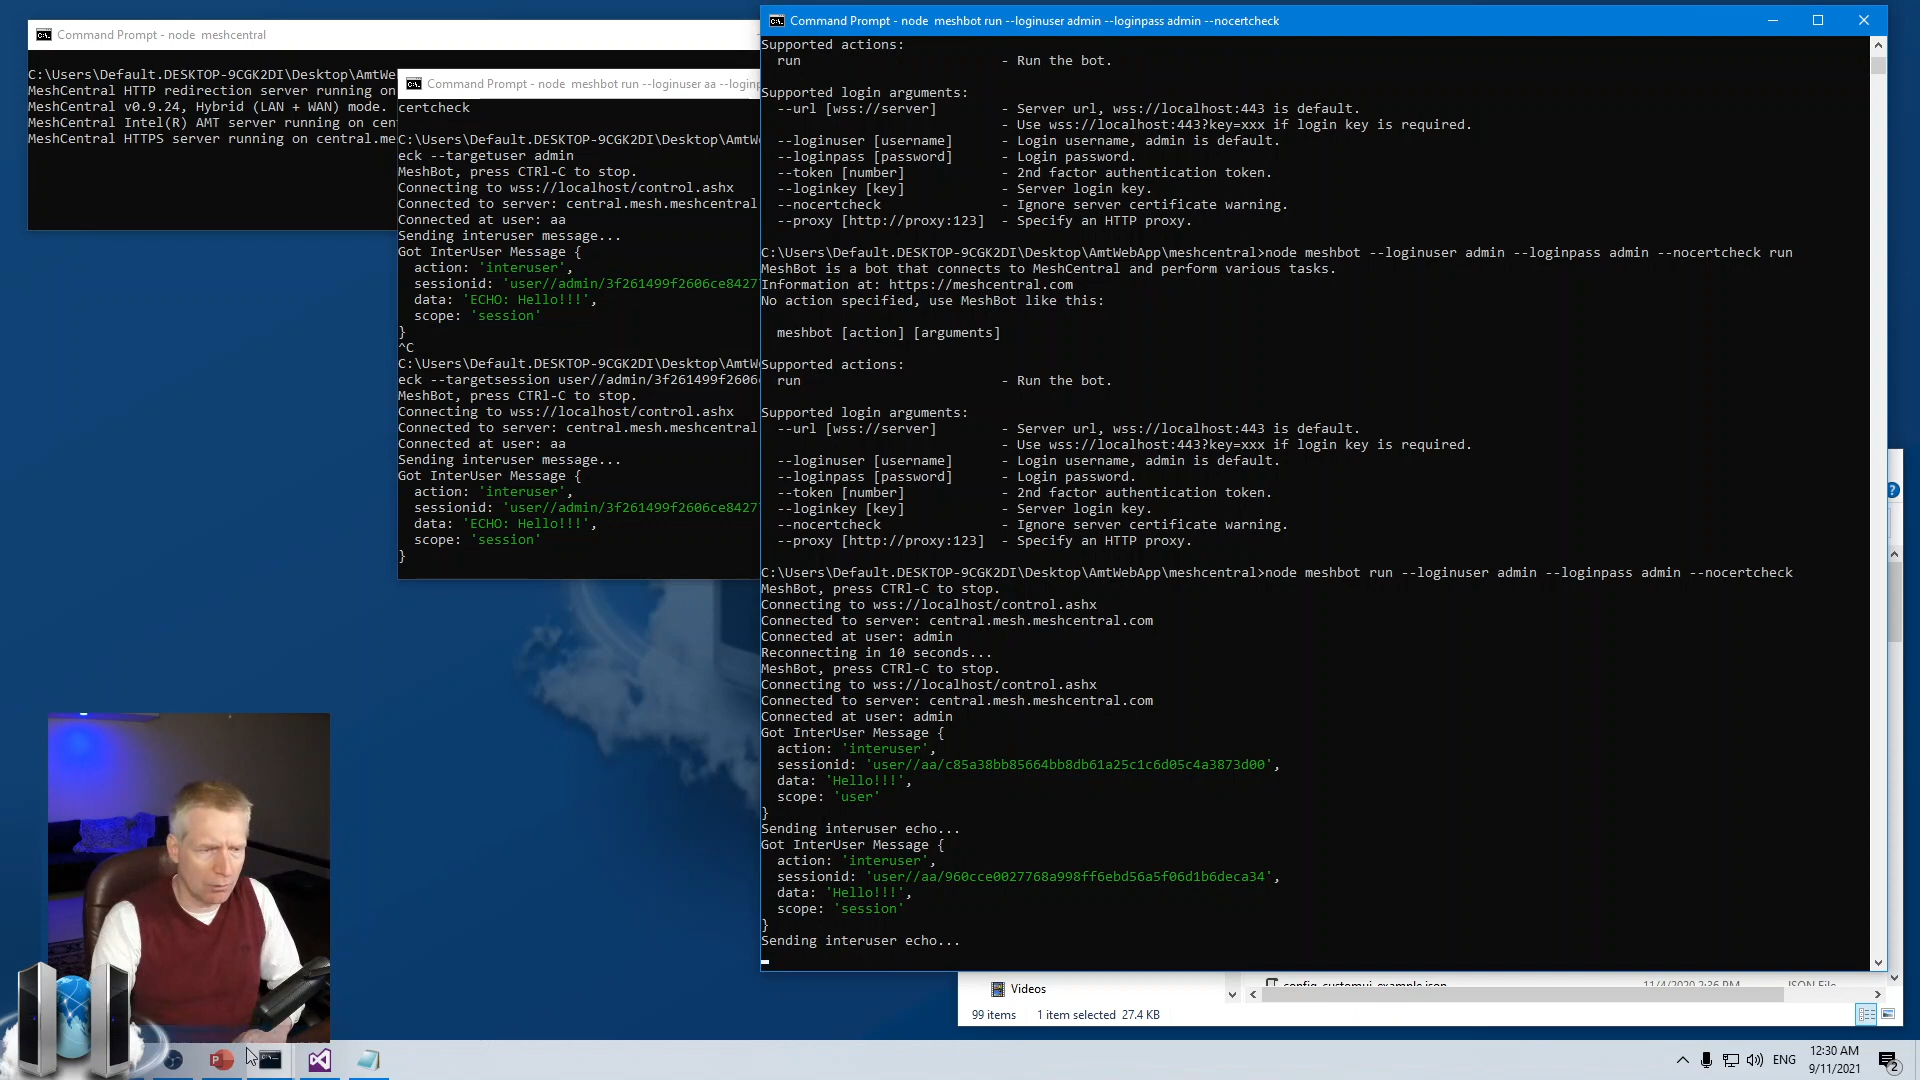 Command Prompt - node  meshcentral
C:\Users\Default.DESKTOP-9CGK2DI\Desktop\AmtWe
MeshCentral HTTP redirection server running on
MeshCentral v0.9.24, Hybrid (LAN + WAN) mode.
MeshCentral Intel(R) AMT server running on cen
MeshCentral HTTPS server running on central.me
Command Prompt - node  meshbot run --loginuser aa --loginp
certcheck
C:\Users\Default.DESKTOP-9CGK2DI\Desktop\AmtWe
eck --targetuser admin
MeshBot, press CTRl-C to stop.
Connecting to wss://localhost/control.ashx
Connected to server: central.mesh.meshcentral
Connected at user: aa
Sending interuser message...
Got InterUser Message {
  action: 'interuser',
  sessionid: 'user//admin/3f261499f2606ce8427
  data: 'ECHO: Hello!!!',
  scope: 'session'
}
^C
C:\Users\Default.DESKTOP-9CGK2DI\Desktop\AmtWe
eck --targetsession user//admin/3f261499f2606
MeshBot, press CTRl-C to stop.
Connecting to wss://localhost/control.ashx
Connected to server: central.mesh.meshcentral
Connected at user: aa
Sending interuser message...
Got InterUser Message {
  action: 'interuser',
  sessionid: 'user//admin/3f261499f2606ce8427
  data: 'ECHO: Hello!!!',
  scope: 'session'
}
Command Prompt - node  meshbot run --loginuser admin --loginpass admin --nocertcheck
Supported actions:
  run                         - Run the bot.
Supported login arguments:
  --url [wss://server]        - Server url, wss://localhost:443 is default.
                              - Use wss://localhost:443?key=xxx if login key is required.
  --loginuser [username]      - Login username, admin is default.
  --loginpass [password]      - Login password.
  --token [number]            - 2nd factor authentication token.
  --loginkey [key]            - Server login key.
  --nocertcheck               - Ignore server certificate warning.
  --proxy [http://proxy:123]  - Specify an HTTP proxy.
C:\Users\Default.DESKTOP-9CGK2DI\Desktop\AmtWebApp\meshcentral>node meshbot --loginuser admin --loginpass admin --nocertcheck run
MeshBot is a bot that connects to MeshCentral and perform various tasks.
Information at: https://meshcentral.com
No action specified, use MeshBot like this:
  meshbot [action] [arguments]
Supported actions:
  run                         - Run the bot.
Supported login arguments:
  --url [wss://server]        - Server url, wss://localhost:443 is default.
                              - Use wss://localhost:443?key=xxx if login key is required.
  --loginuser [username]      - Login username, admin is default.
  --loginpass [password]      - Login password.
  --token [number]            - 2nd factor authentication token.
  --loginkey [key]            - Server login key.
  --nocertcheck               - Ignore server certificate warning.
  --proxy [http://proxy:123]  - Specify an HTTP proxy.
C:\Users\Default.DESKTOP-9CGK2DI\Desktop\AmtWebApp\meshcentral>node meshbot run --loginuser admin --loginpass admin --nocertcheck
MeshBot, press CTRl-C to stop.
Connecting to wss://localhost/control.ashx
Connected to server: central.mesh.meshcentral.com
Connected at user: admin
Reconnecting in 10 seconds...
MeshBot, press CTRl-C to stop.
Connecting to wss://localhost/control.ashx
Connected to server: central.mesh.meshcentral.com
Connected at user: admin
Got InterUser Message {
  action: 'interuser',
  sessionid: 'user//aa/c85a38bb85664bb8db61a25c1c6d05c4a3873d00',
  data: 'Hello!!!',
  scope: 'user'
}
Sending interuser echo...
Got InterUser Message {
  action: 'interuser',
  sessionid: 'user//aa/960cce0027768a998ff6ebd56a5f06d1b6deca34',
  data: 'Hello!!!',
  scope: 'session'
}
Sending interuser echo...
Videos
config_customui_example.json 11/4/2020 2:36 PM JSON File
99 items 1 item selected 27.4 KB
ENG
12:30 AM
9/11/2021
2